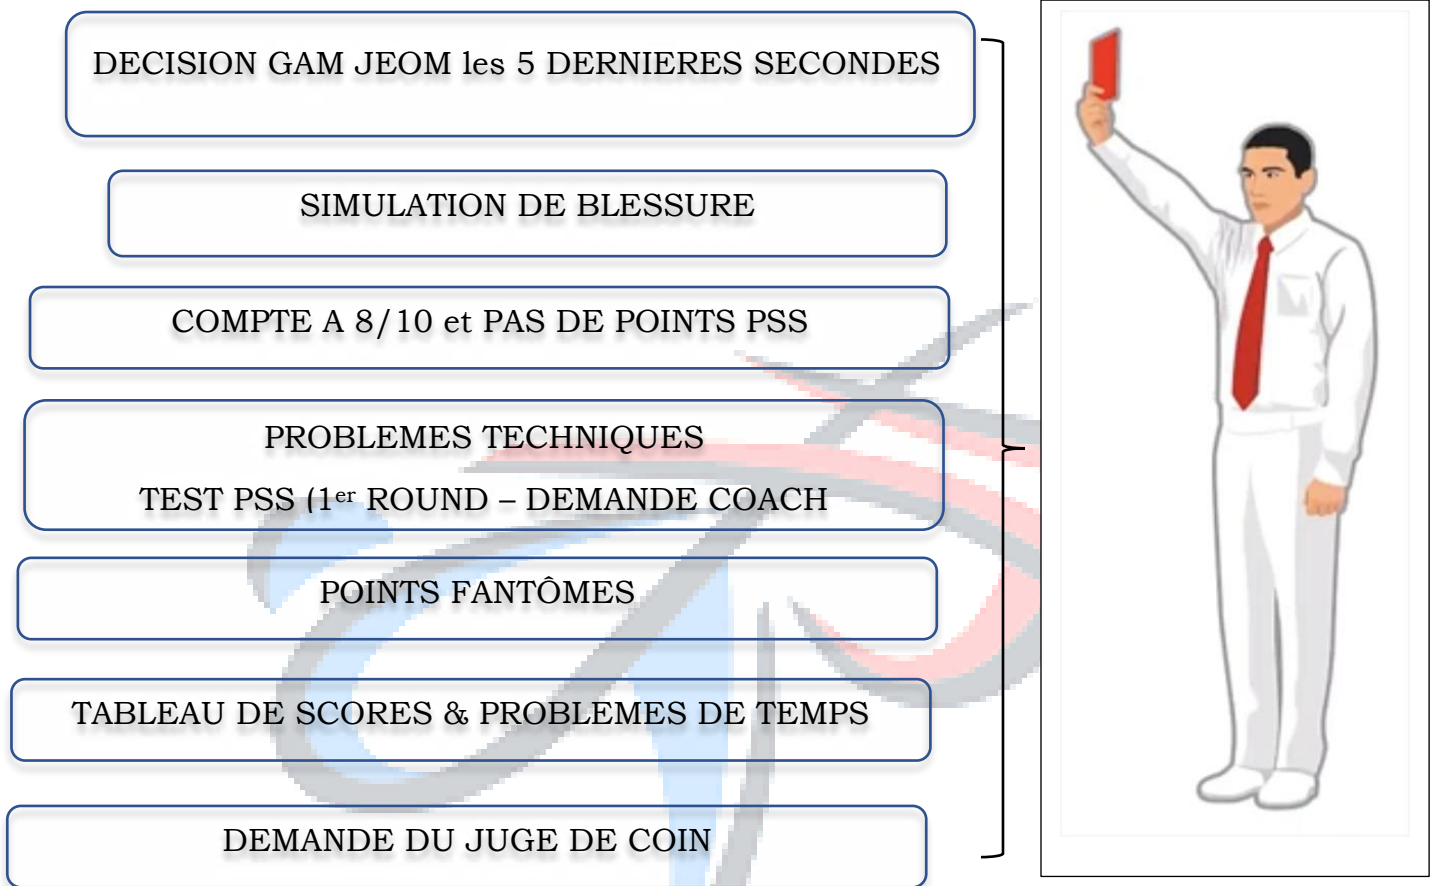 DECISION GAM JEOM les 5 DERNIERES SECONDES
SIMULATION DE BLESSURE
COMPTE A 8/10 et PAS DE POINTS PSS
PROBLEMES TECHNIQUES
TEST PSS (1er ROUND – DEMANDE COACH
POINTS FANTÔMES
TABLEAU DE SCORES & PROBLEMES DE TEMPS
DEMANDE DU JUGE DE COIN